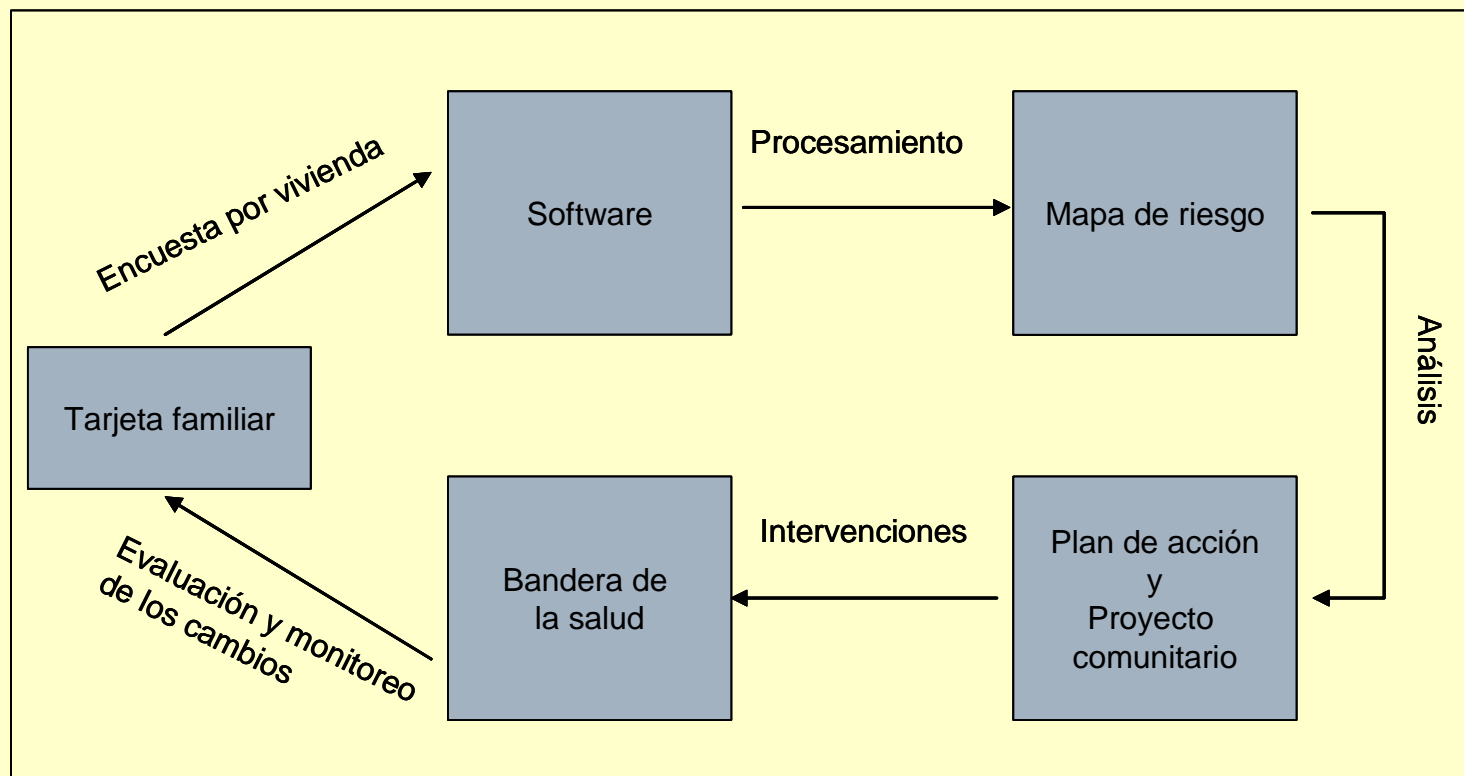 Encuesta por vivienda
Software
Procesamiento
Mapa de riesgo
Análisis
Tarjeta familiar
Plan de acción
y
Proyecto
comunitario
Intervenciones
Bandera de
la salud
Evaluación y monitoreo
de los cambios